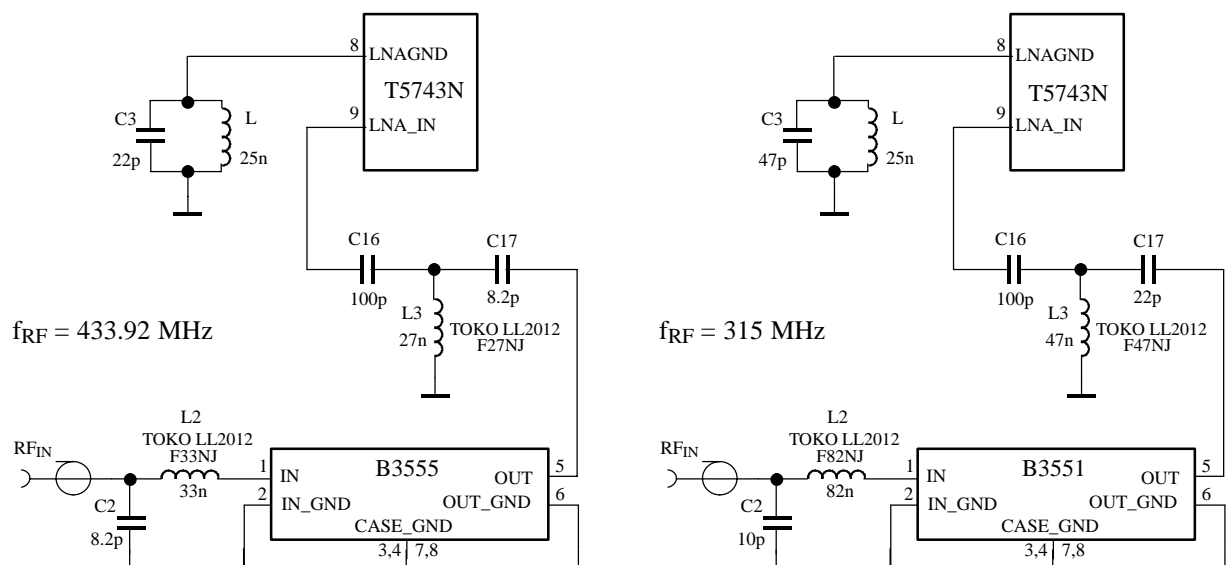 8
LNAGND
T5743N
C3
L
9
LNA_IN
22p
25n
C16
C17
100p
8.2p
L3
27n
TOKO LL2012
F27NJ
fRF = 433.92 MHz
L2
TOKO LL2012
F33NJ
33n
RFIN
C2
8.2p
1
IN
B3555
OUT
5
2
IN_GND
OUT_GND
6
CASE_GND
3,4
7,8
8
LNAGND
T5743N
C3
L
9
LNA_IN
47p
25n
C16
C17
100p
22p
L3
47n
TOKO LL2012
F47NJ
fRF = 315 MHz
L2
TOKO LL2012
F82NJ
82n
RFIN
C2
10p
1
IN
B3551
OUT
5
2
IN_GND
OUT_GND
6
CASE_GND
3,4
7,8